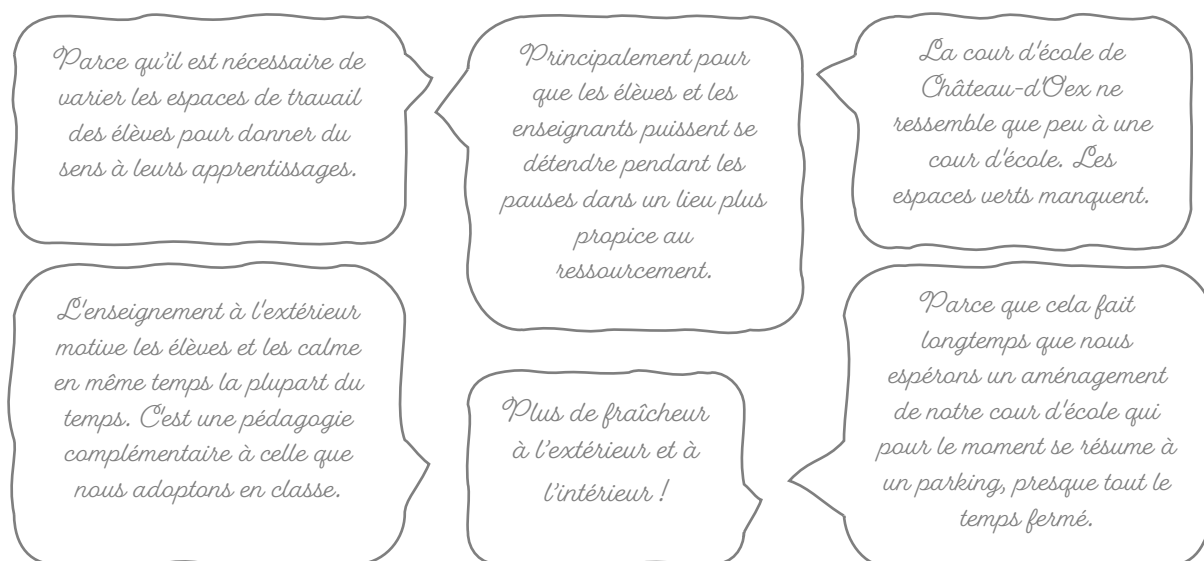 Parce qu'il est nécessaire de
varier les espaces de travail
des élèves pour donner du
sens à leurs apprentissages.
Principalement pour
que les élèves et les
enseignants puissent se
détendre pendant les
pauses dans un lieu plus
propice au
ressourcement.
La cour d'école de
Château-d'Oex ne
ressemble que peu à une
cour d'école. Les
espaces verts manquent.
L'enseignement à l'extérieur
motive les élèves et les calme
en même temps la plupart du
temps. C'est une pédagogie
complémentaire à celle que
nous adoptons en classe.
Plus de fraîcheur
à l'extérieur et à
l'intérieur !
Parce que cela fait
longtemps que nous
espérons un aménagement
de notre cour d'école qui
pour le moment se résume à
un parking, presque tout le
temps fermé.